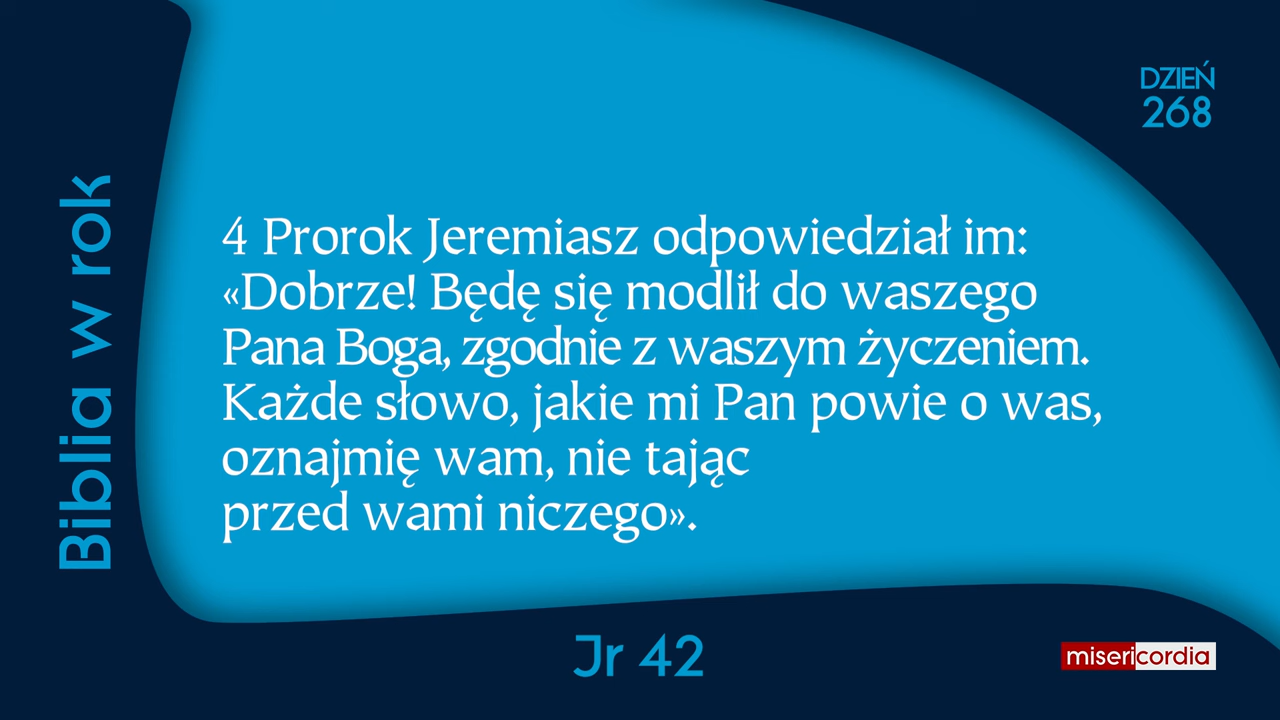 DZIEŃ
268
Biblia w rok
4 Prorok Jeremiasz odpowiedział im:
«Dobrze! Będę się modlił do waszego
Pana Boga, zgodnie z waszym życzeniem.
Każde słowo, jakie mi Pan powie o was,
oznajmię wam, nie tając
przed wami niczego».
Jr 42
misericordia